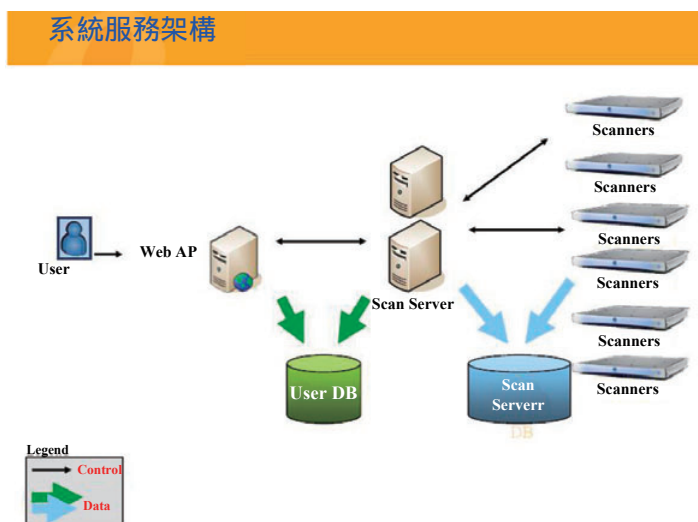 系統服務架構
Scanners
Scanners
Scanners
Scanners
Scanners
Scanners
User
Web AP
Scan Server
User DB
Scan
Serverr
DB
Legend
Control
Data